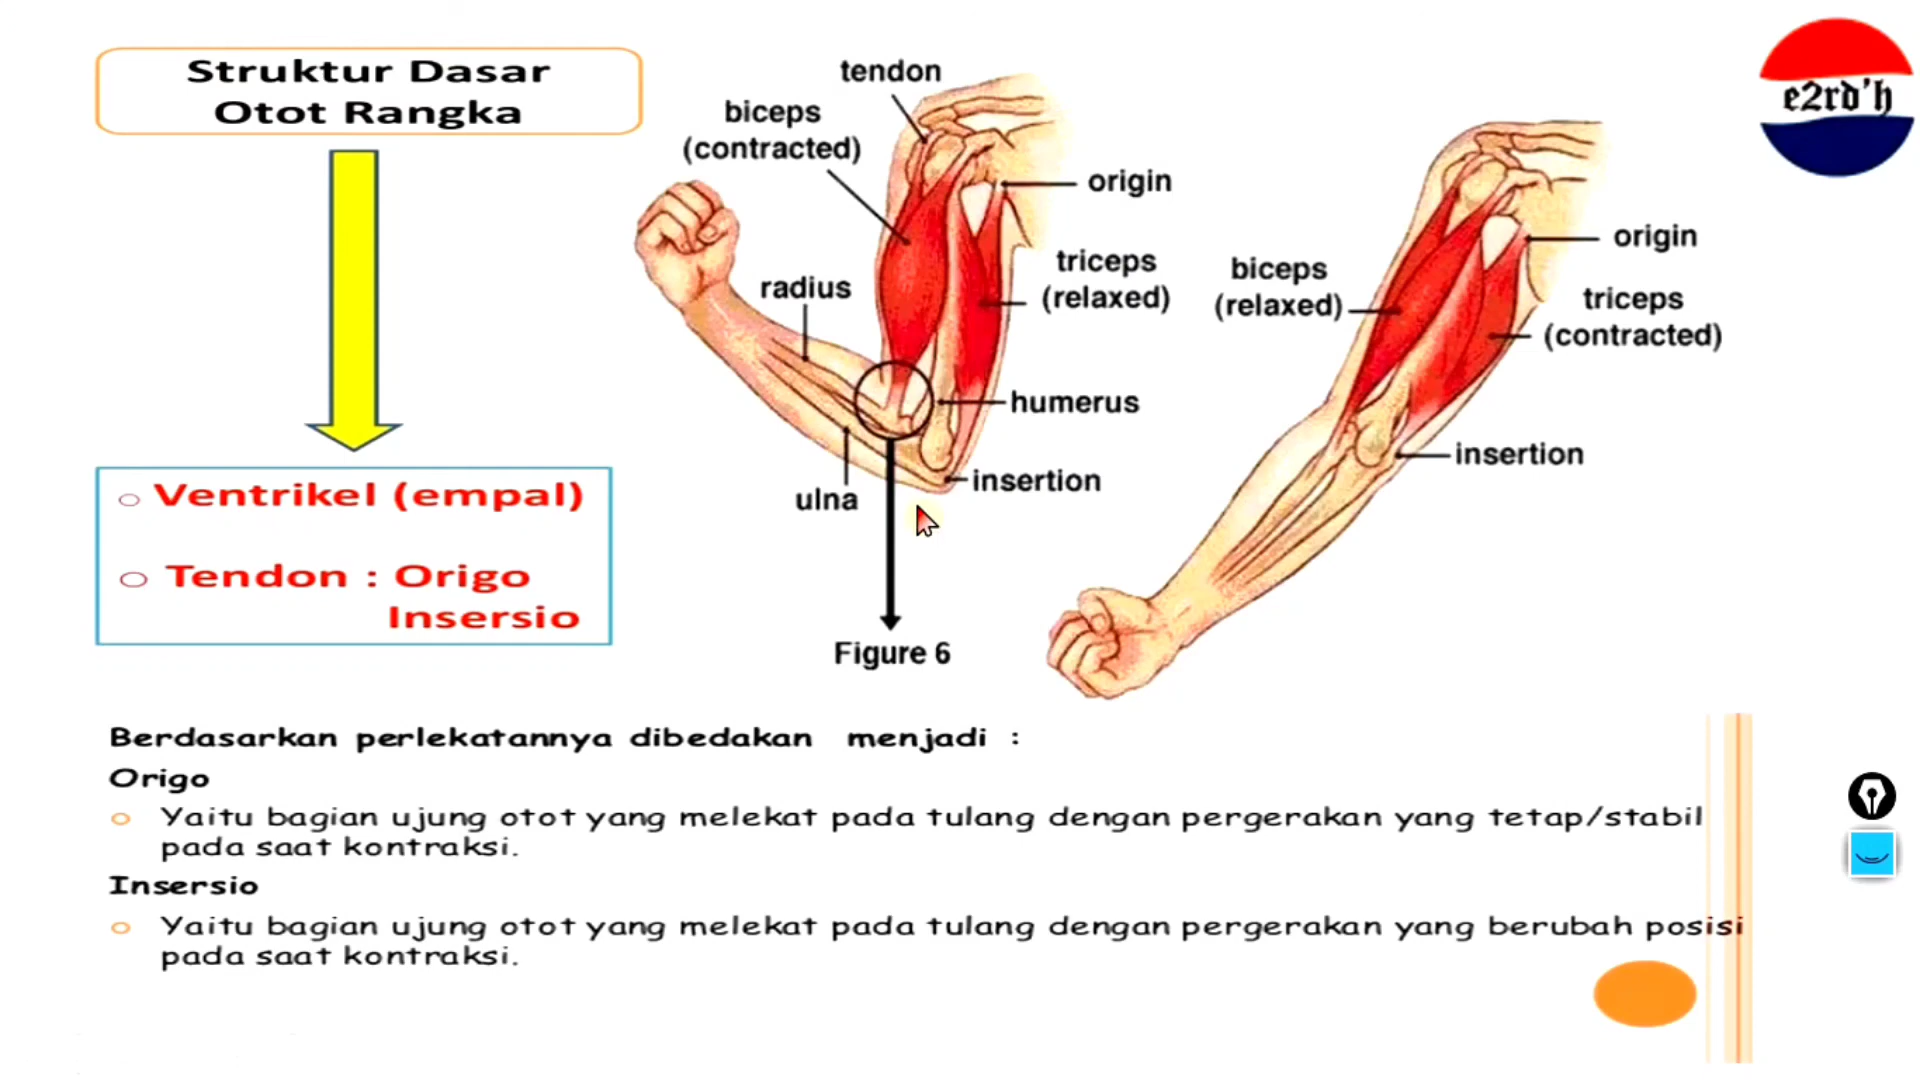 Struktur Dasar
Otot Rangka
Ventrikel (empal)
Tendon : Origo
Insersio
tendon
biceps
(contracted)
origin
triceps
(relaxed)
radius
humerus
insertion
ulna
Figure 6
biceps
(relaxed)
origin
triceps
(contracted)
insertion
e2rd'h
Berdasarkan perlekatannya dibedakan menjadi :
Origo
Yaitu bagian ujung otot yang melekat pada tulang dengan pergerakan yang tetap/stabil
pada saat kontraksi.
Insersio
Yaitu bagian ujung otot yang melekat pada tulang dengan pergerakan yang berubah posisi
pada saat kontraksi.